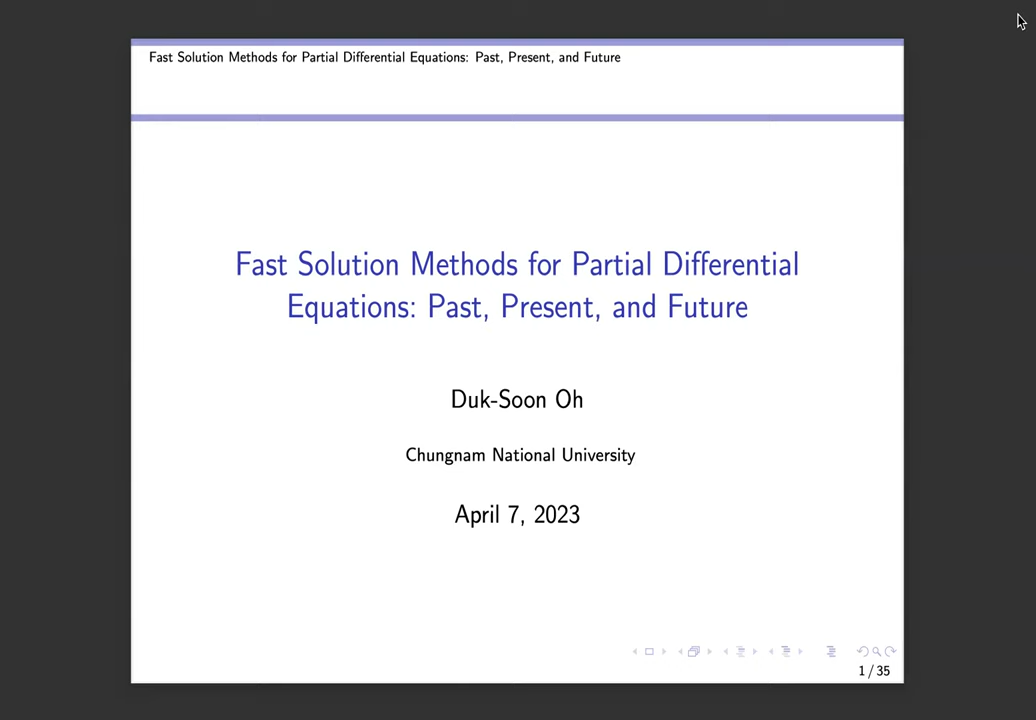 Fast Solution Methods for Partial Differential Equations: Past, Present, and Future
Fast Solution Methods for Partial Differential
Equations: Past, Present, and Future
Duk-Soon Oh
Chungnam National University
April 7, 2023
1 / 35